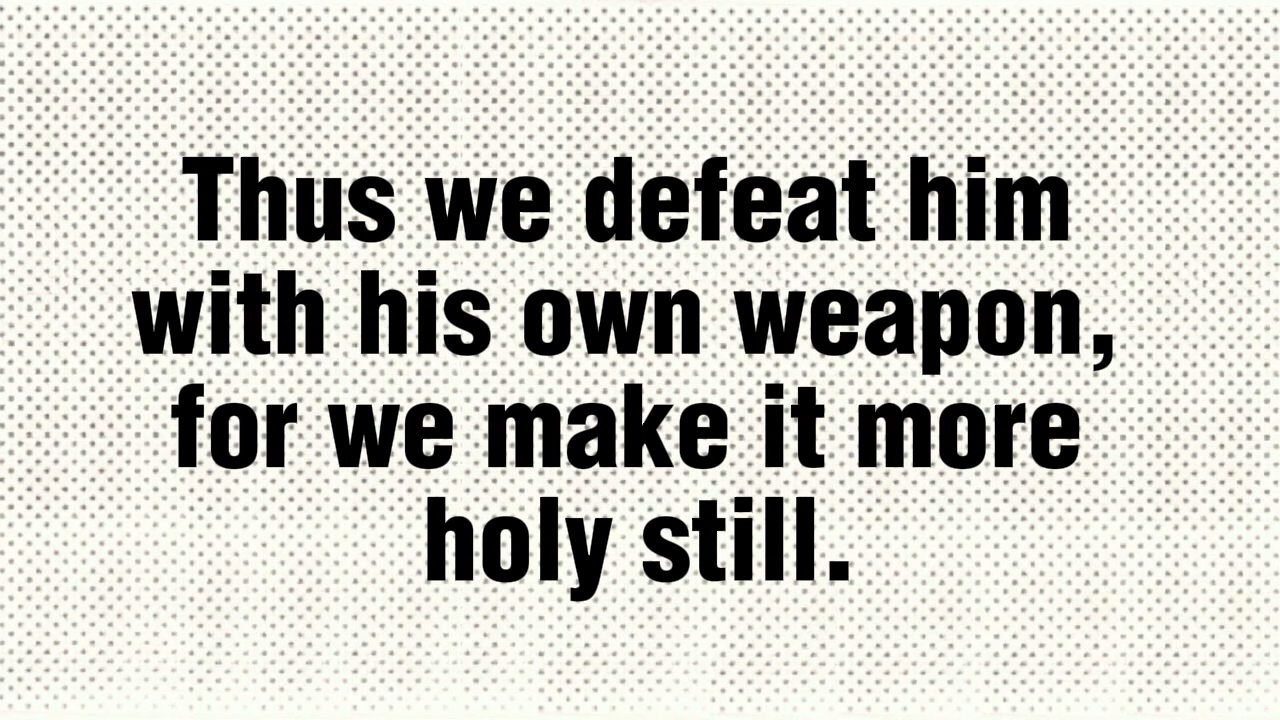 Thus we defeat him
with his own weapon,
for we make it more
holy still.